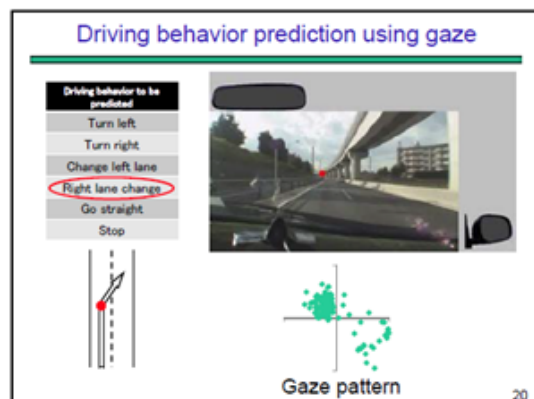 Driving behavior prediction using gaze
Driving behavior to be
predicted
Turn left
Turn right
Change left lane
Right lane change
Go straight
Stop
Gaze pattern
20